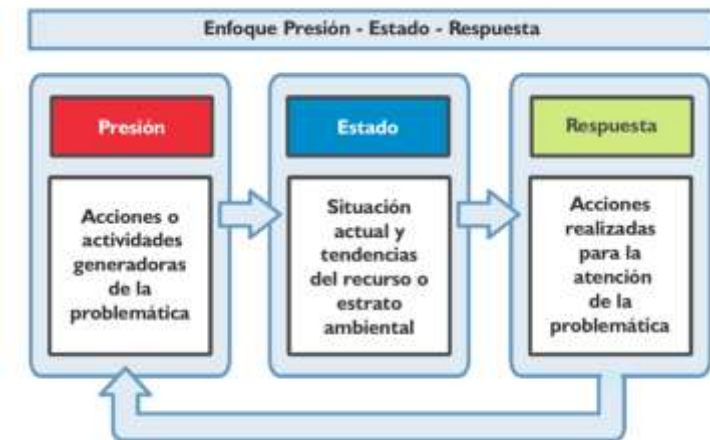 Enfoque Presión - Estado - Respuesta
Presión
Acciones o
actividades
generadoras
de la
problemática
Estado
Situación
actual y
tendencias
del recurso o
estrato
ambiental
Respuesta
Acciones
realizadas
para la
atención
de la
problemática